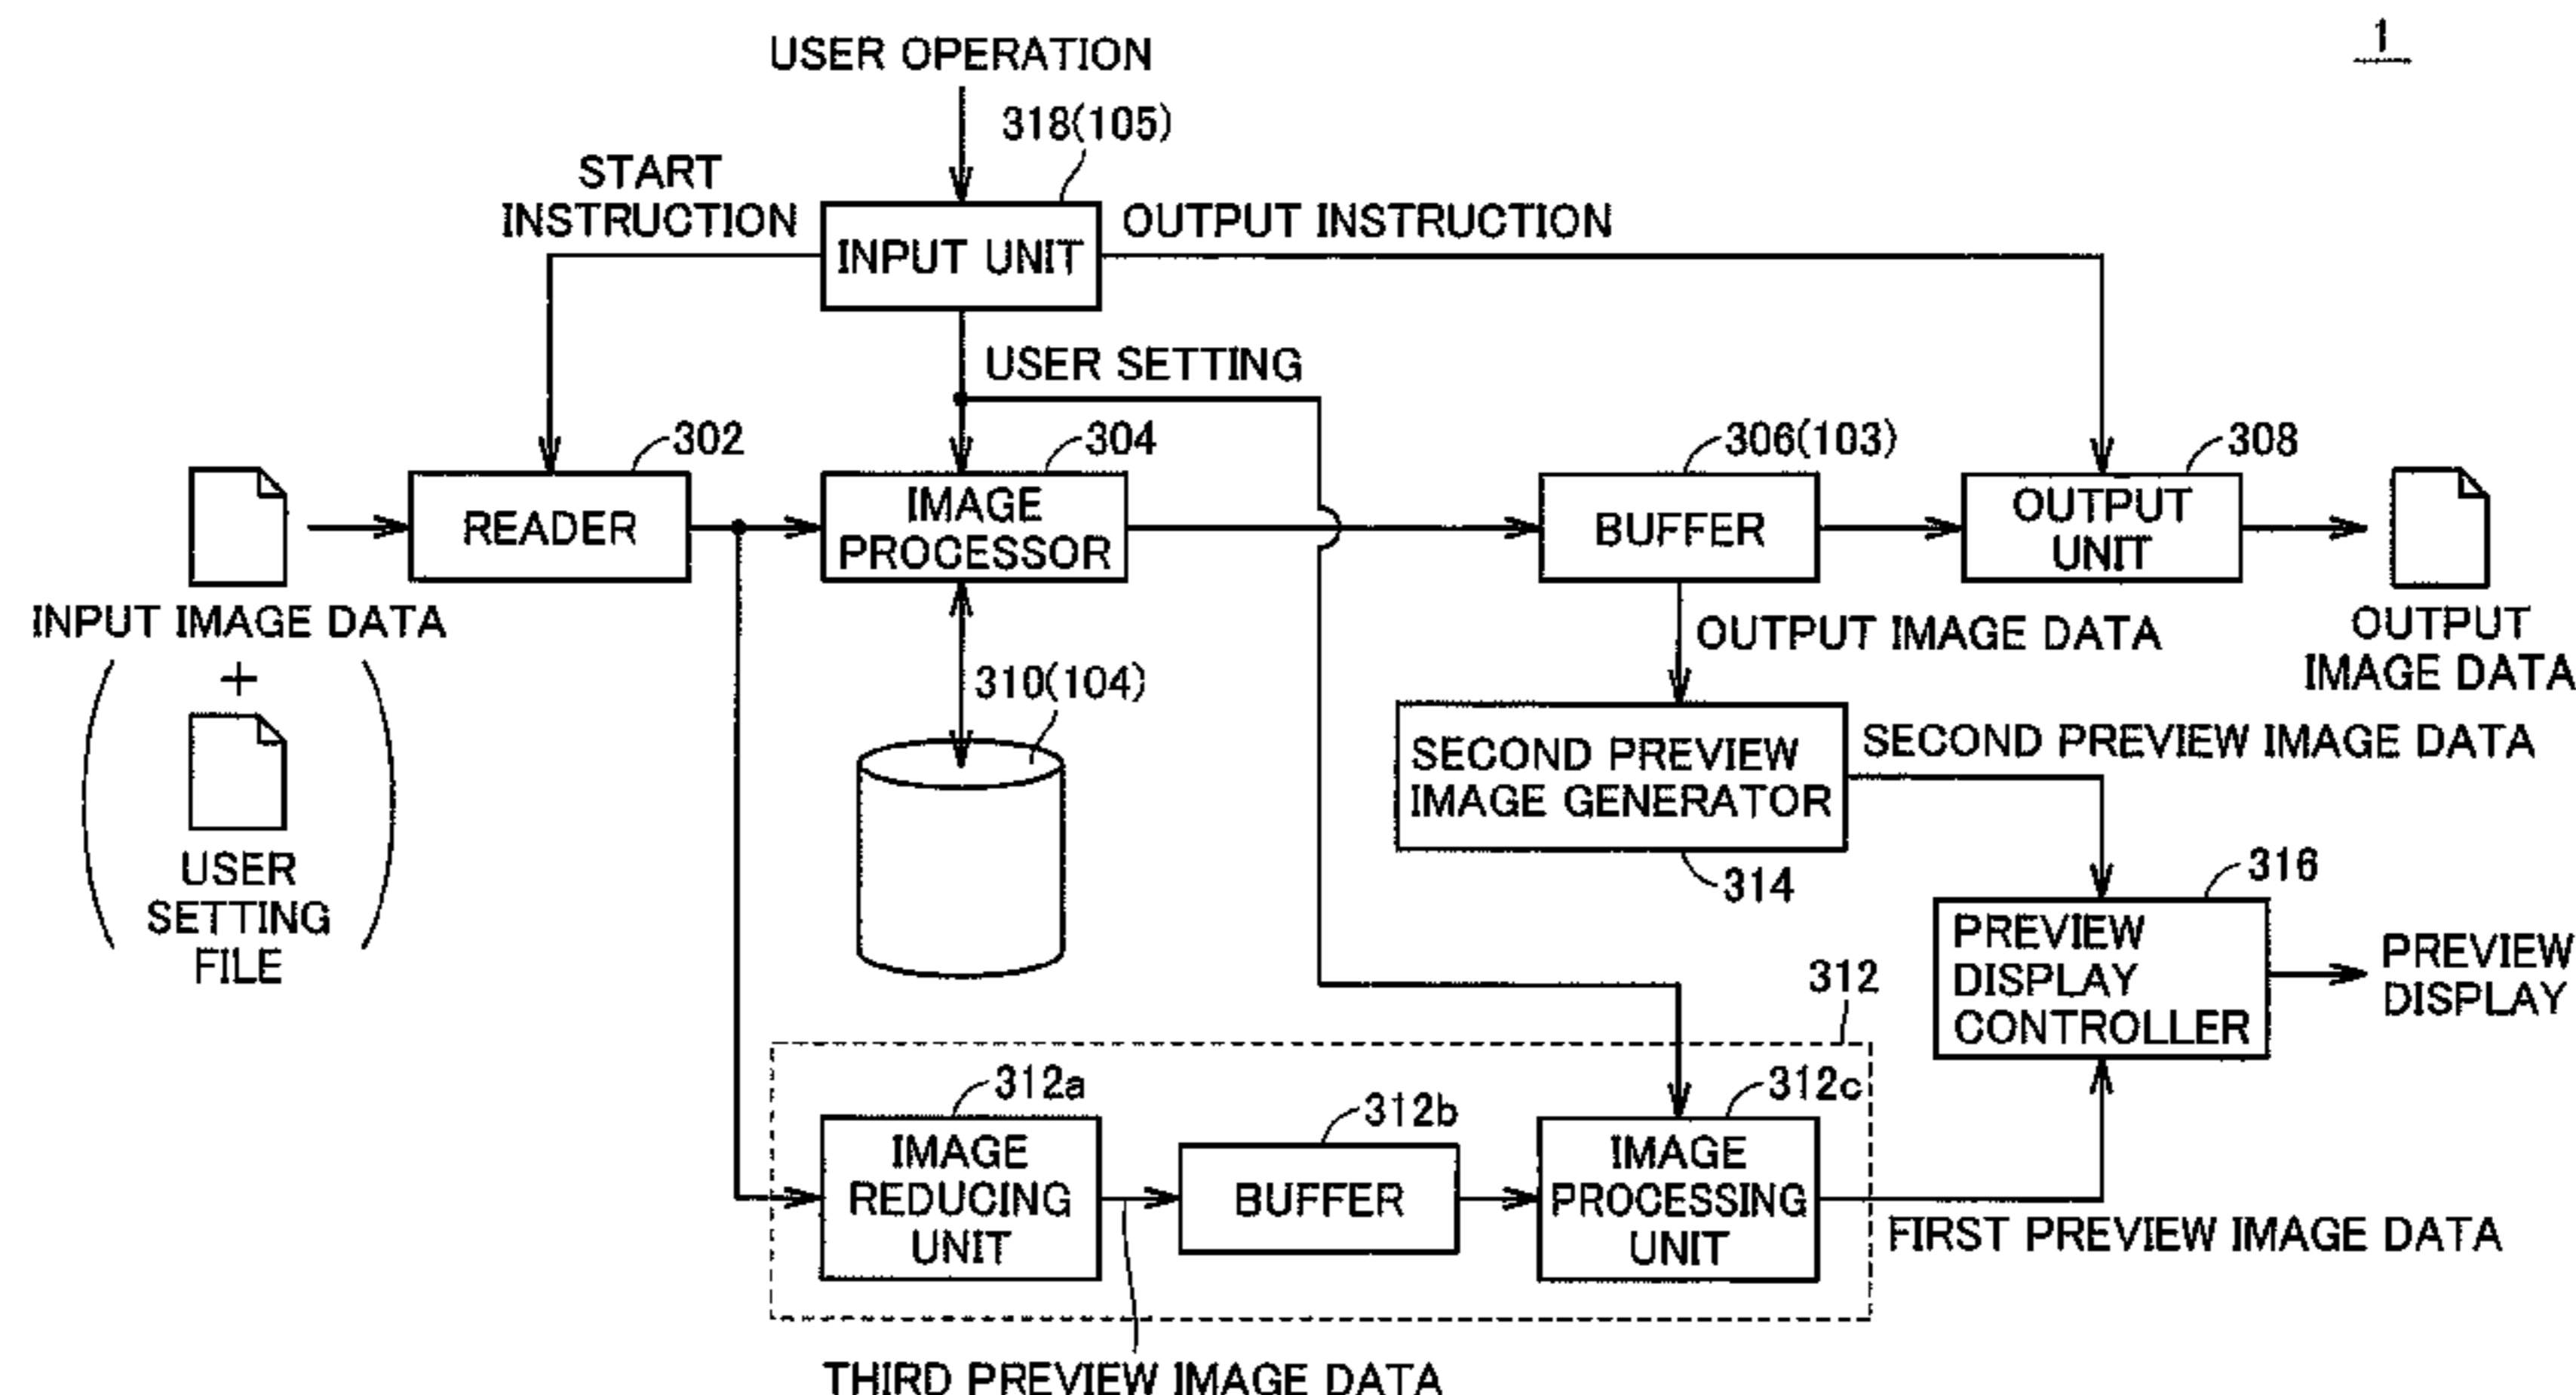 1
USER OPERATION
318(105)
START
INSTRUCTION
INPUT UNIT
OUTPUT INSTRUCTION
USER SETTING
302
304
306(103)
308
READER
IMAGE
PROCESSOR
BUFFER
OUTPUT
UNIT
INPUT IMAGE DATA
+
USER
SETTING
FILE
310(104)
OUTPUT IMAGE DATA
OUTPUT
IMAGE DATA
SECOND PREVIEW
IMAGE GENERATOR
SECOND PREVIEW IMAGE DATA
314
316
PREVIEW
DISPLAY
CONTROLLER
PREVIEW
DISPLAY
312
312a
312b
312c
IMAGE
REDUCING
UNIT
BUFFER
IMAGE
PROCESSING
UNIT
FIRST PREVIEW IMAGE DATA
THIRD PREVIEW IMAGE DATA